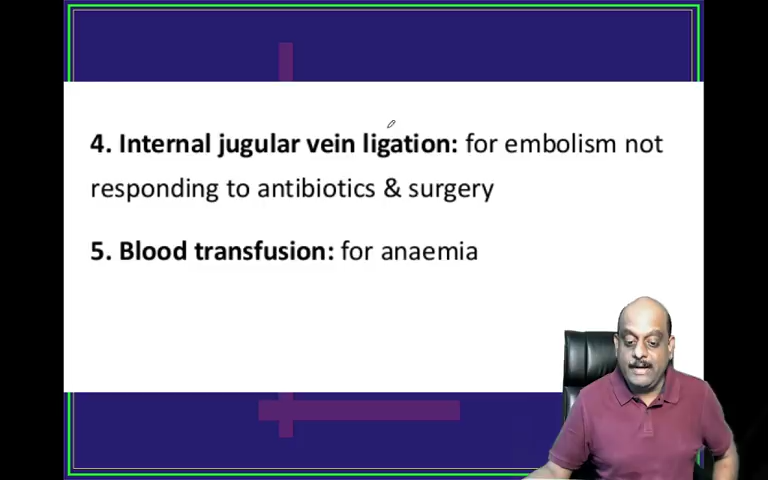 4. Internal jugular vein ligation: for embolism not
responding to antibiotics & surgery
5. Blood transfusion: for anaemia